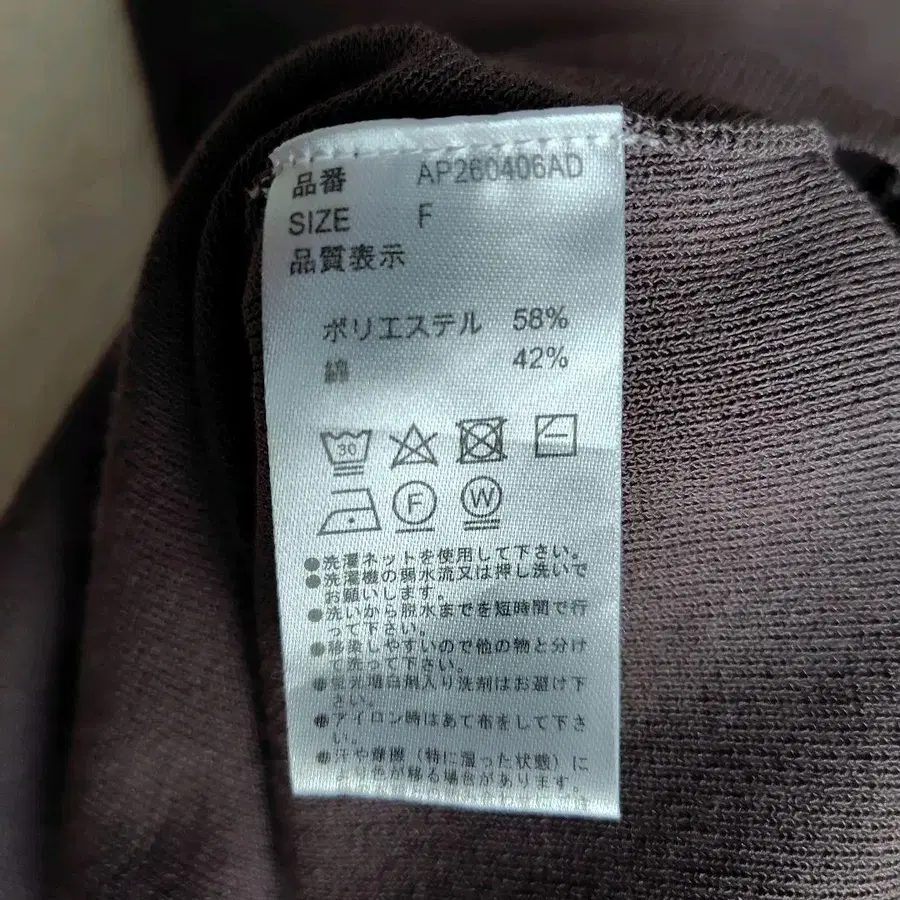 品番 AP260406AD
SIZE F
品質表示
ポリエステル 58%
綿 42%
30
F W
●洗濯ネットを使用して下さい。
●洗濯機の弱水流又は押し洗いで
お願いします。
●洗いから脱水までを短時間で行
って下さい。
●移染しやすいので他の物と分け
て洗って下さい。
●蛍光増白剤入り洗剤はお避け下
さい。
●アイロン時はあて布をして下さ
い。
●汗や摩擦（特に湿った状態）に
より色が移る場合があります。